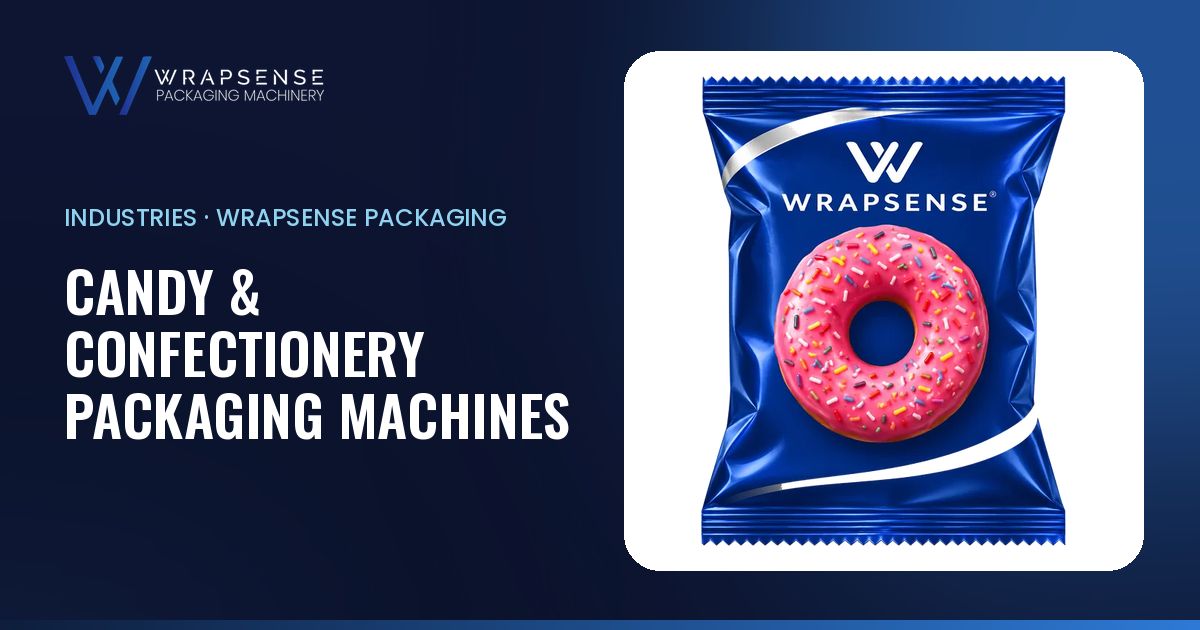 WRAPSENSE
PACKAGING MACHINERY
INDUSTRIES · WRAPSENSE PACKAGING
CANDY &
CONFECTIONERY
PACKAGING MACHINES
W
WRAPSENSE®